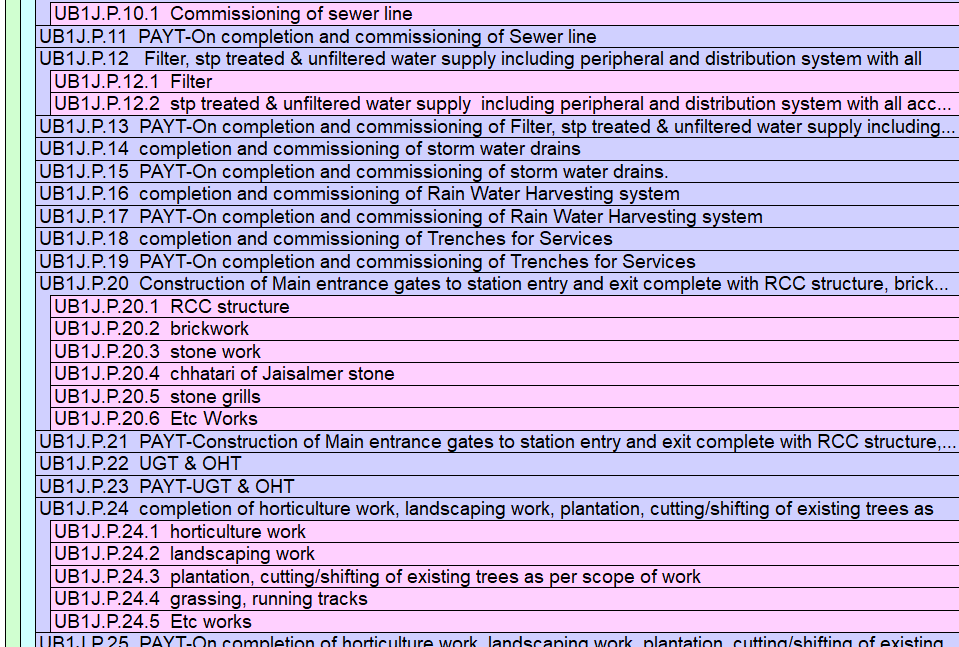 UB1J.P.10.1 Commissioning of sewer line
UB1J.P.11 PAYT-On completion and commissioning of Sewer line
UB1J.P.12 Filter, stp treated & unfiltered water supply including peripheral and distribution system with all
UB1J.P.12.1 Filter
UB1J.P.12.2 stp treated & unfiltered water supply including peripheral and distribution system with all acc...
UB1J.P.13 PAYT-On completion and commissioning of Filter, stp treated & unfiltered water supply including...
UB1J.P.14 completion and commissioning of storm water drains
UB1J.P.15 PAYT-On completion and commissioning of storm water drains.
UB1J.P.16 completion and commissioning of Rain Water Harvesting system
UB1J.P.17 PAYT-On completion and commissioning of Rain Water Harvesting system
UB1J.P.18 completion and commissioning of Trenches for Services
UB1J.P.19 PAYT-On completion and commissioning of Trenches for Services
UB1J.P.20 Construction of Main entrance gates to station entry and exit complete with RCC structure, brick...
UB1J.P.20.1 RCC structure
UB1J.P.20.2 brickwork
UB1J.P.20.3 stone work
UB1J.P.20.4 chhatari of Jaisalmer stone
UB1J.P.20.5 stone grills
UB1J.P.20.6 Etc Works
UB1J.P.21 PAYT-Construction of Main entrance gates to station entry and exit complete with RCC structure,...
UB1J.P.22 UGT & OHT
UB1J.P.23 PAYT-UGT & OHT
UB1J.P.24 completion of horticulture work, landscaping work, plantation, cutting/shifting of existing trees as
UB1J.P.24.1 horticulture work
UB1J.P.24.2 landscaping work
UB1J.P.24.3 plantation, cutting/shifting of existing trees as per scope of work
UB1J.P.24.4 grassing, running tracks
UB1J.P.24.5 Etc works
UB1J.P.25 PAYT-On completion of horticulture work, landscaping work, plantation, cutting/shifting of existing